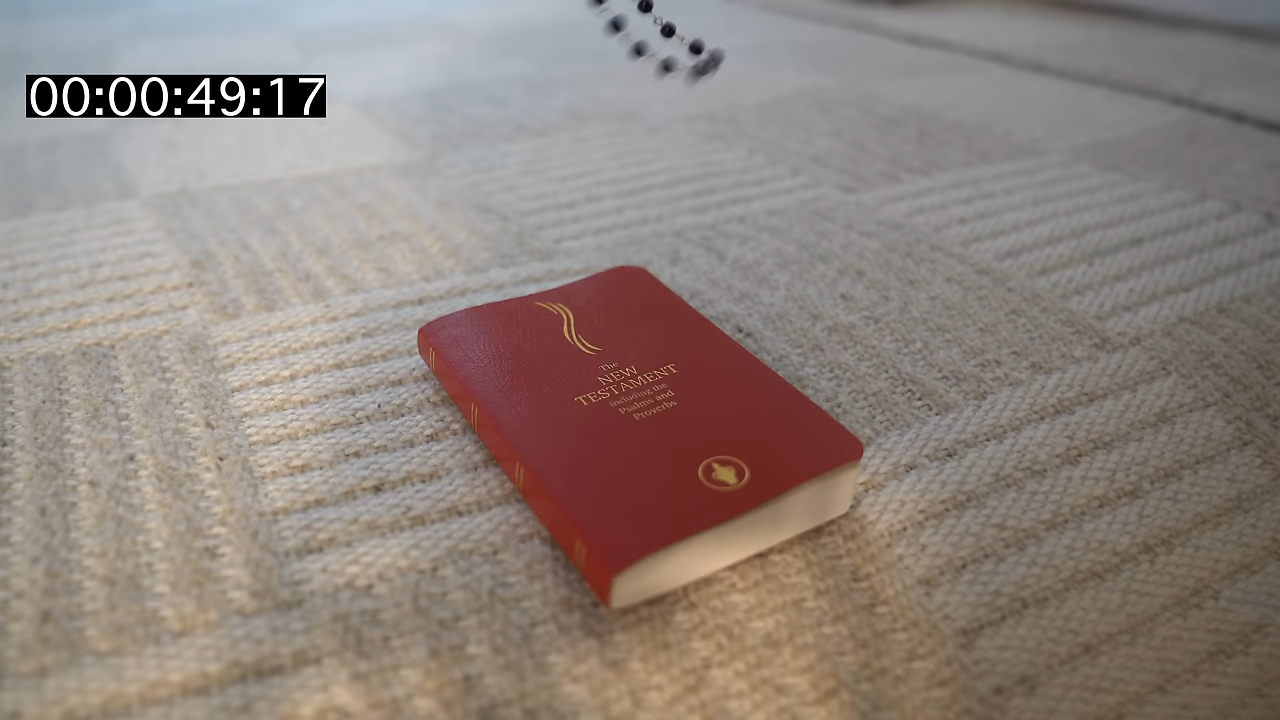 00:00:49:17
The
NEW
TESTAMENT
including the
Psalms and
Proverbs